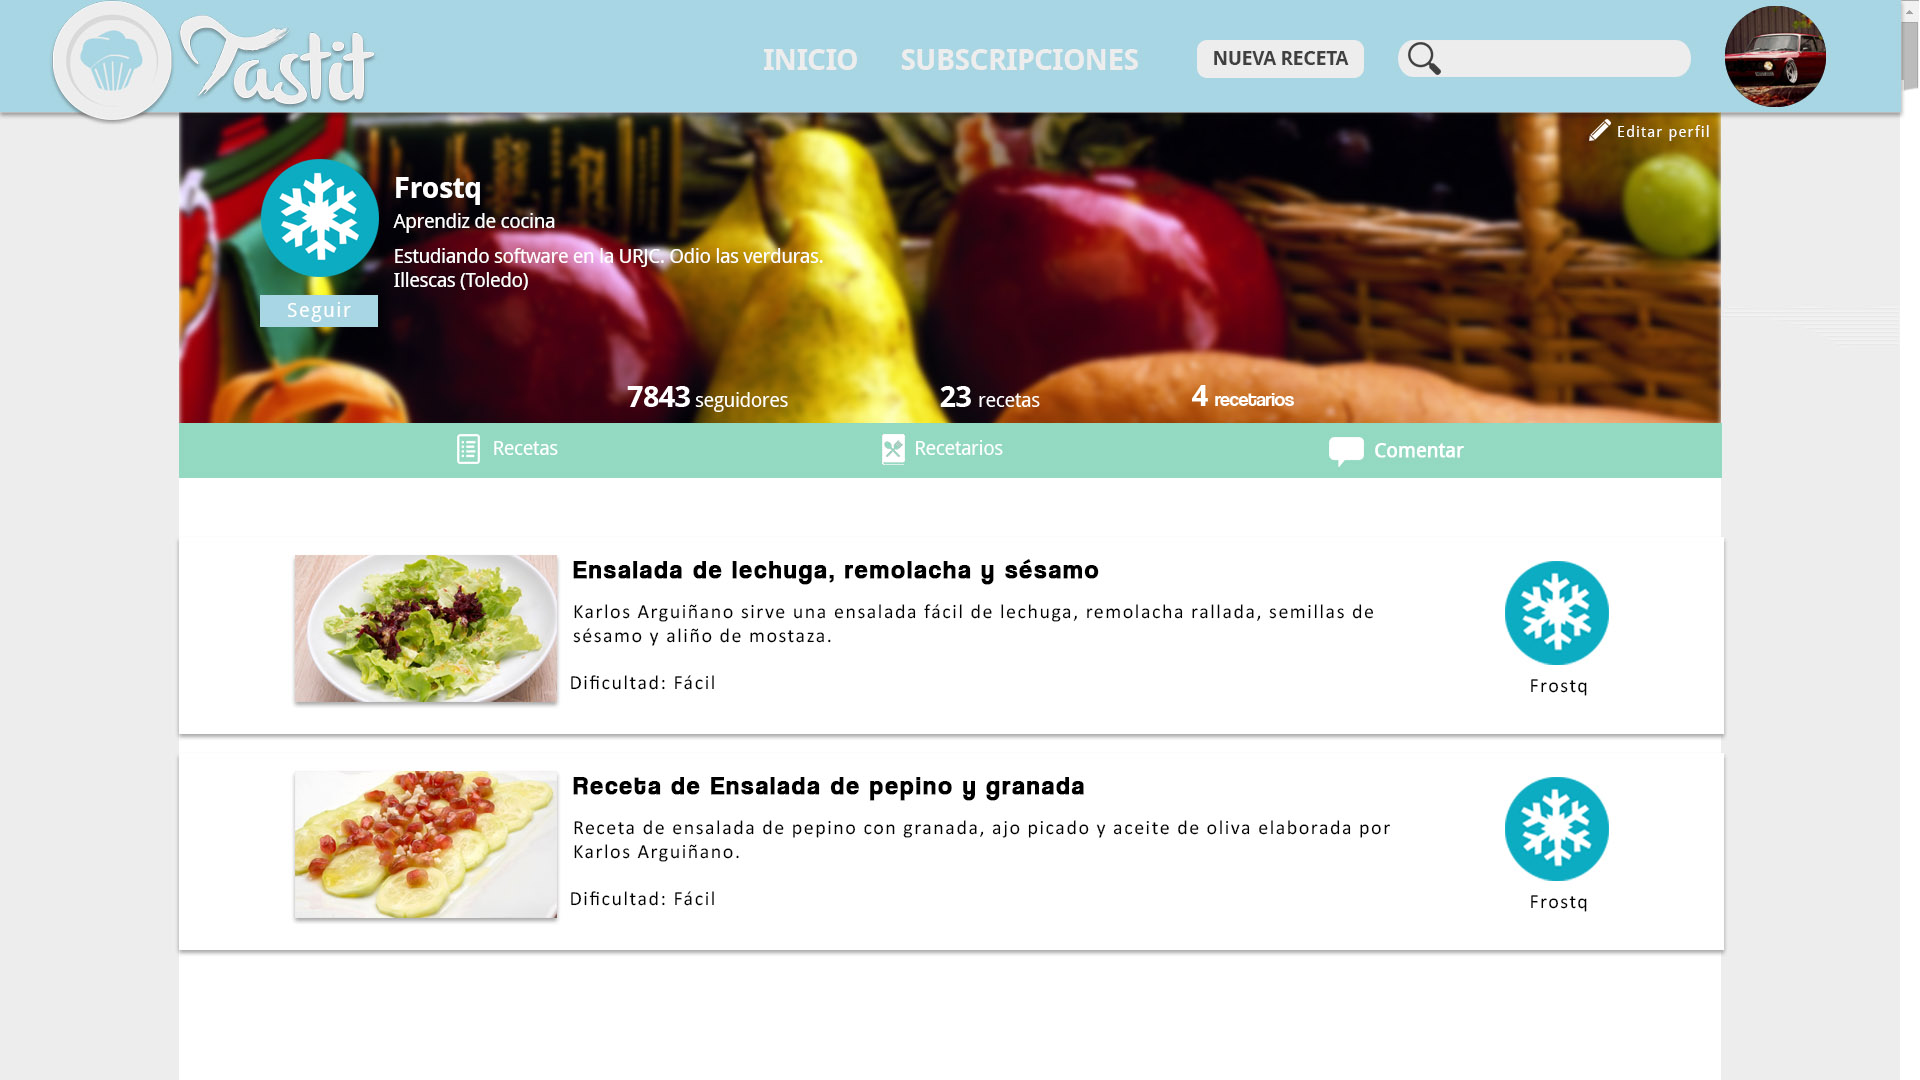 Tastit
INICIO
SUBSCRIPCIONES
NUEVA RECETA
Editar perfil
Frostq
Aprendiz de cocina
Estudiando software en la URJC. Odio las verduras.
Illescas (Toledo)
Seguir
7843 seguidores
23 recetas
4 recetarios
Recetas
Recetarios
Comentar
Ensalada de lechuga, remolacha y sésamo
Karlos Arguiñano sirve una ensalada fácil de lechuga, remolacha rallada, semillas de
sésamo y aliño de mostaza.
Dificultad: Fácil
Frostq
Receta de Ensalada de pepino y granada
Receta de ensalada de pepino con granada, ajo picado y aceite de oliva elaborada por
Karlos Arguiñano.
Dificultad: Fácil
Frostq